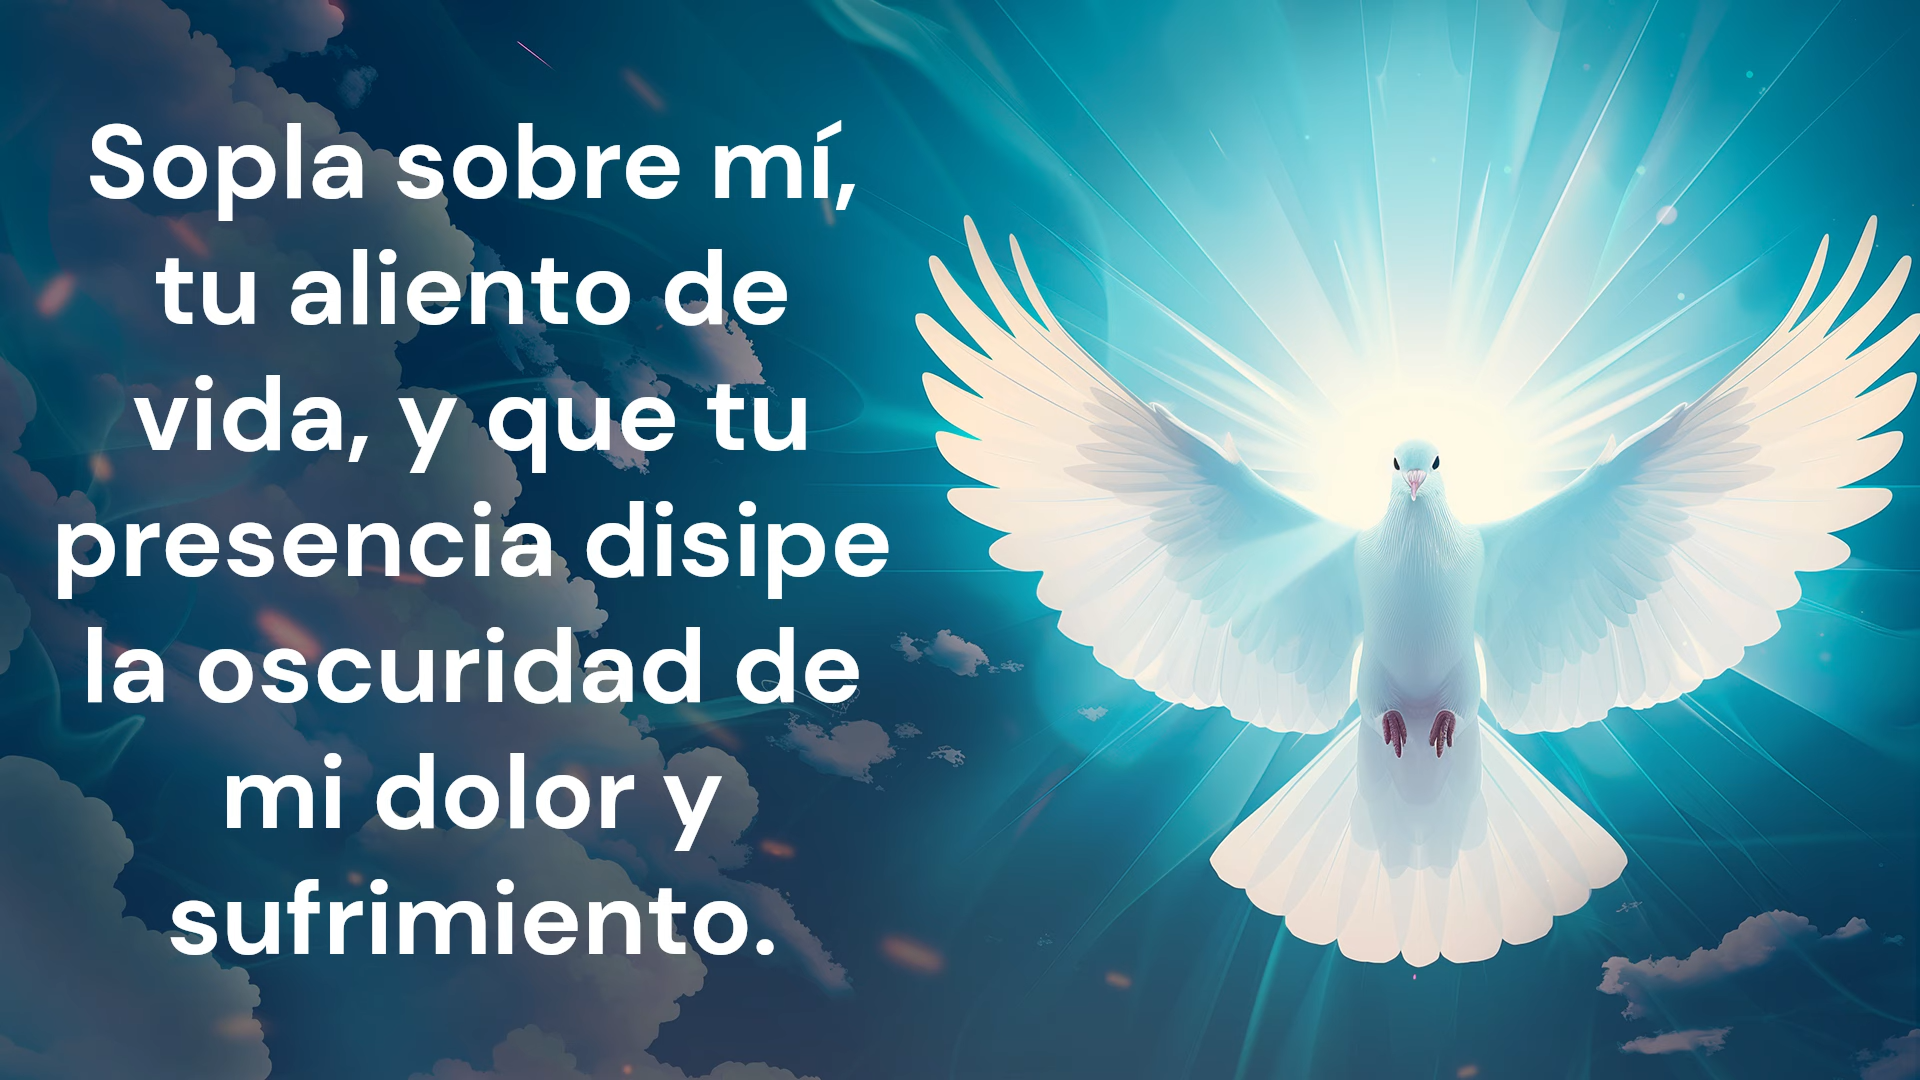 Sopla sobre mí,
tu aliento de
vida, y que tu
presencia disipe
la oscuridad de
mi dolor y
sufrimiento.